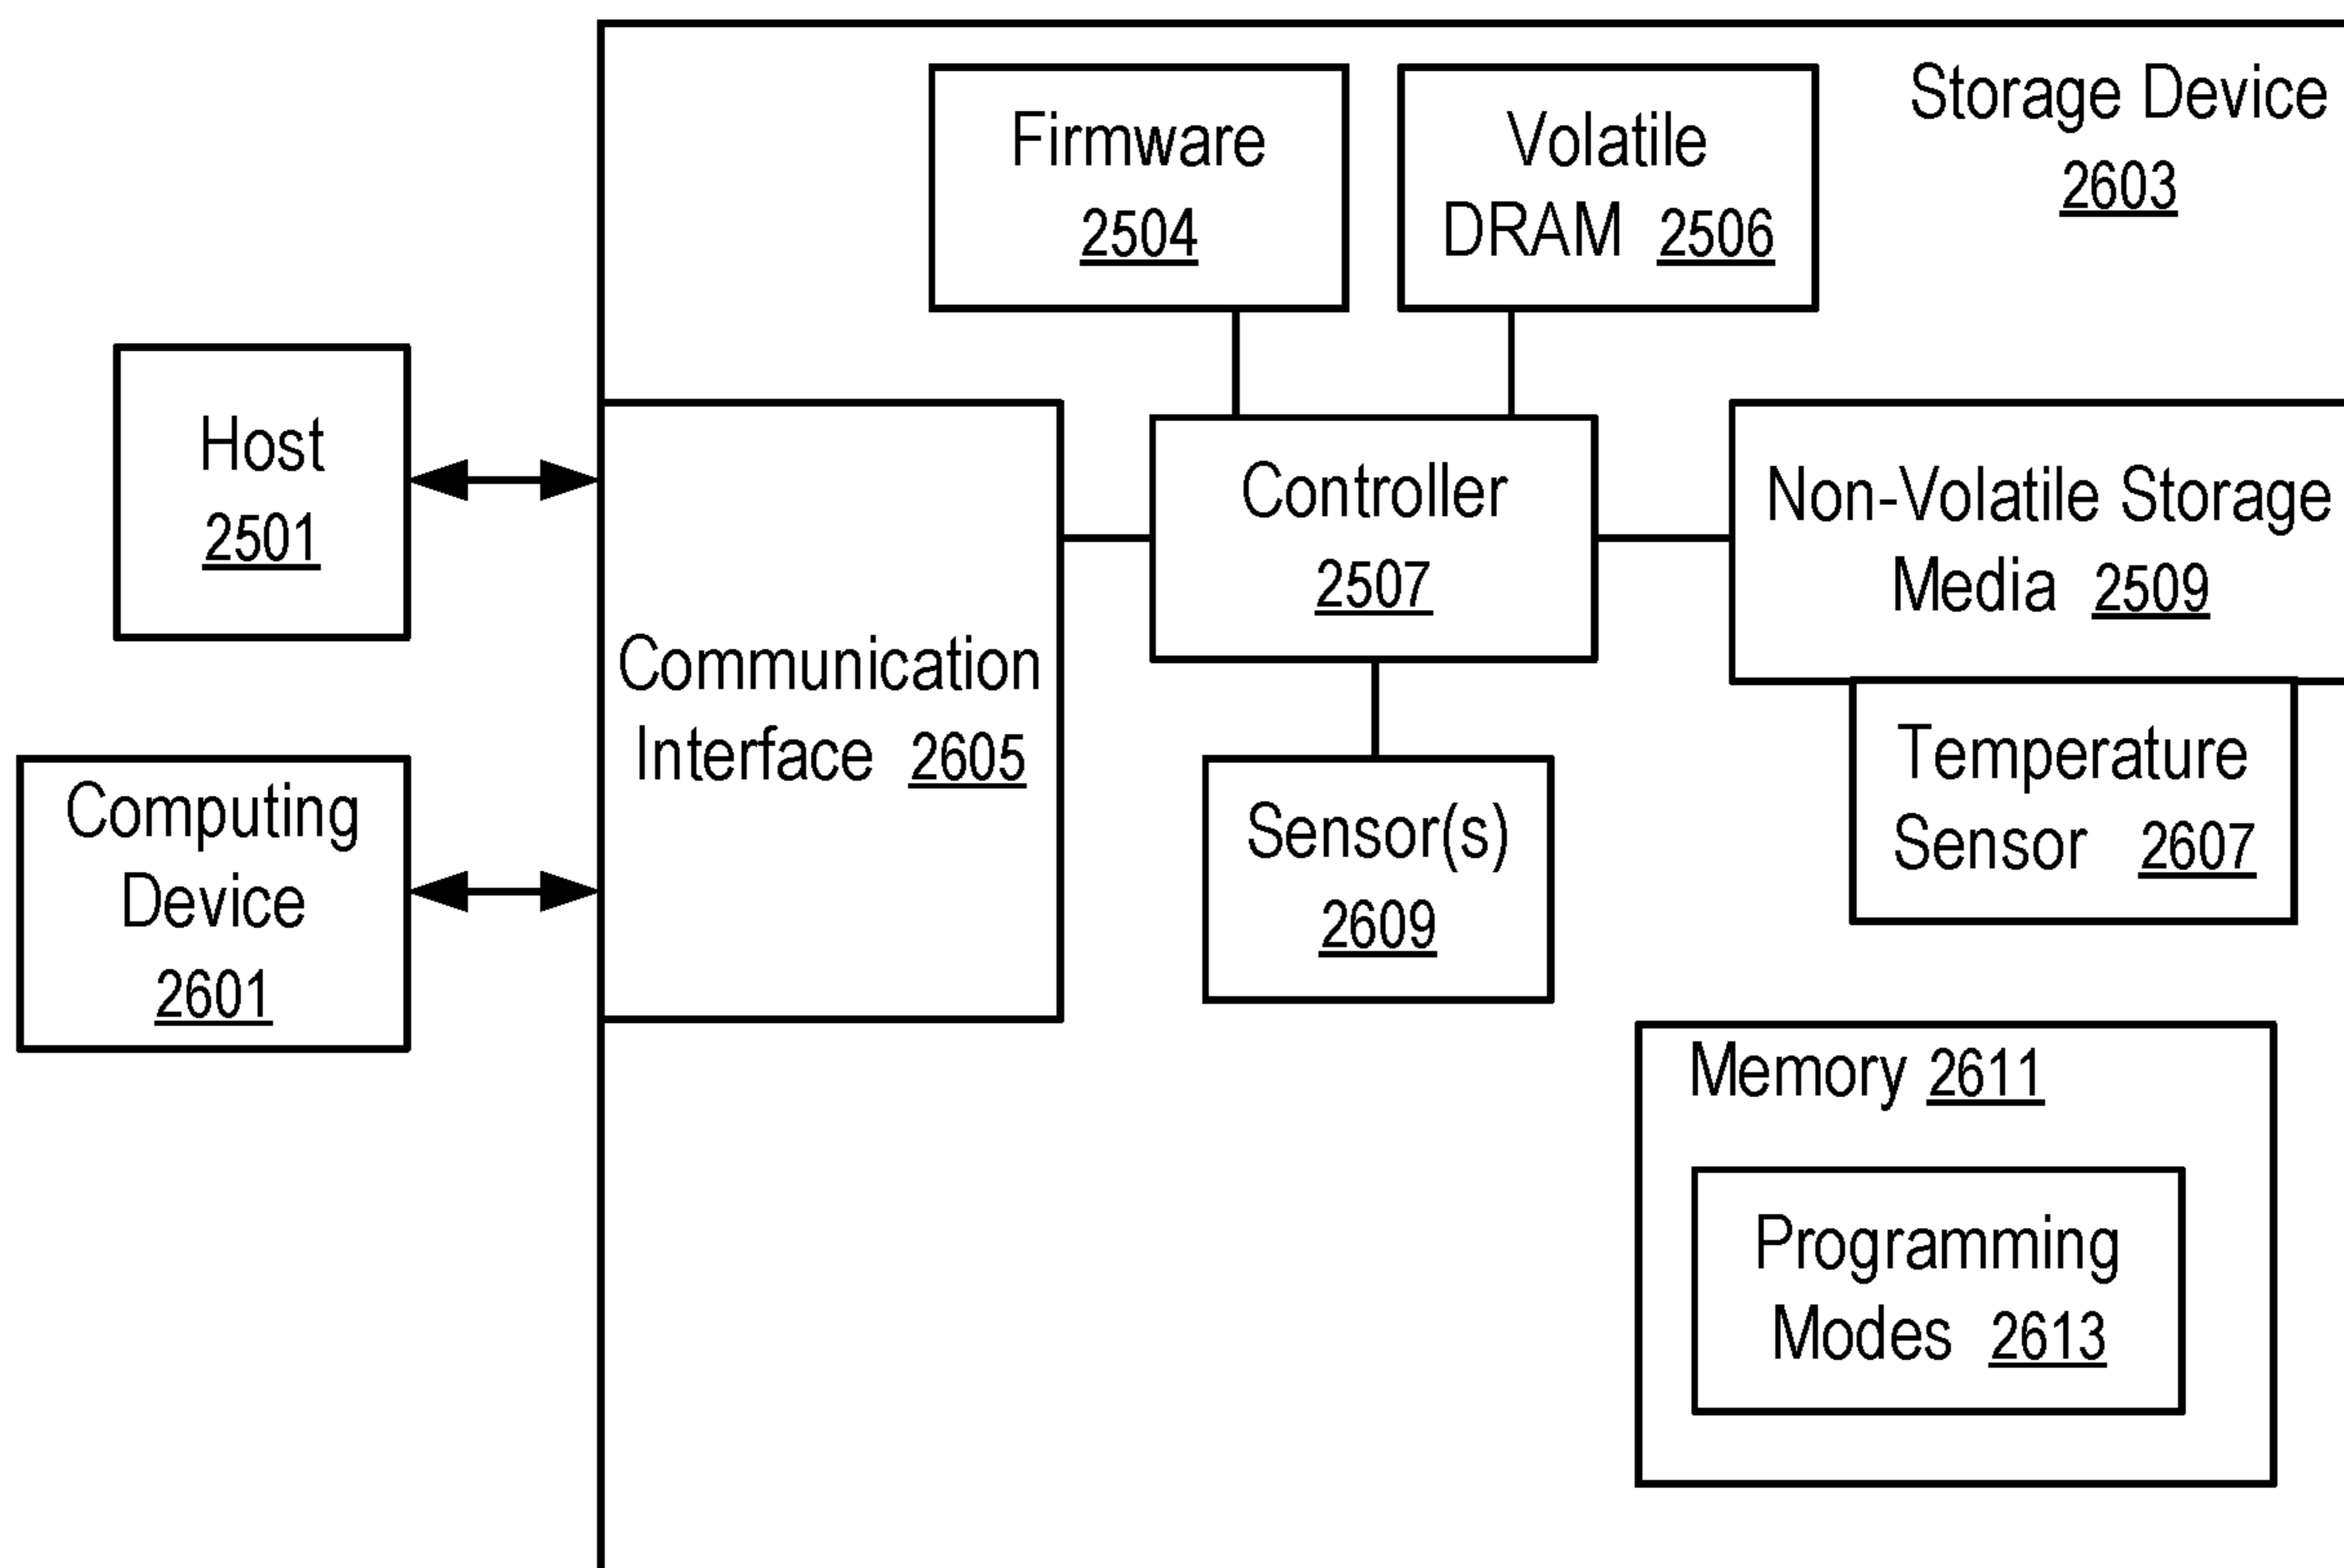 Storage Device
2603
Firmware
2504
Volatile
DRAM 2506
Host
2501
Communication
Interface 2605
Controller
2507
Non-Volatile Storage
Media 2509
Computing
Device
2601
Sensor(s)
2609
Temperature
Sensor 2607
Memory 2611
Programming
Modes 2613